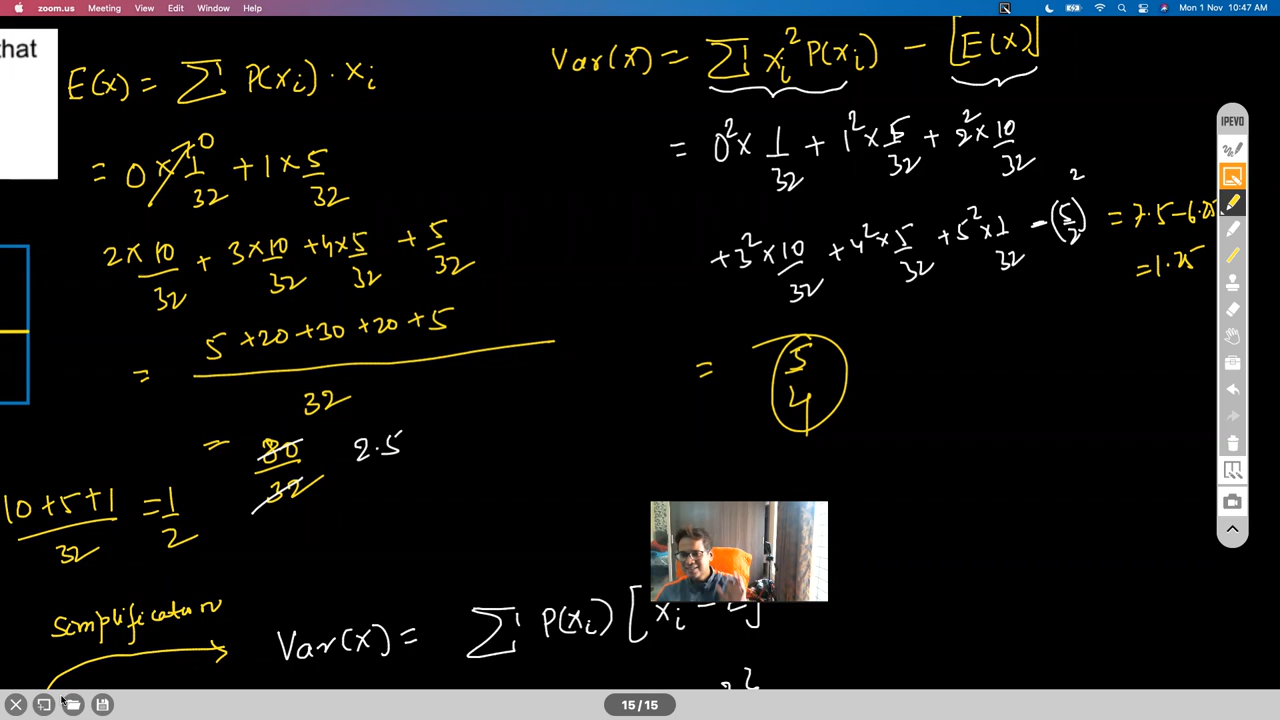 zoom.us Meeting View Edit Window Help Mon 1 Nov 10:47 AM
that
E(x) = ∑ P(xi) · xi
= 0 × 1/32 0 + 1 × 5/32
2 × 10/32 + 3 × 10/32 + 4 × 5/32 + 5/32
= 5 + 20 + 30 + 20 + 5
32
= 80/32 2.5
10 + 5 + 1 / 32 = 1/2
Simplification
Var(x) = ∑ xi² P(xi) - [E(x)]
= 0² × 1/32 + 1² × 5/32 + 2² × 10/32
+ 3² × 10/32 + 4² × 5/32 + 5² × 1/32 - (5/2)² = 7.5 - 6.25
= 1.25
= 5/4
Var(x) = ∑ P(xi) [xi -
IPEVO
15 / 15